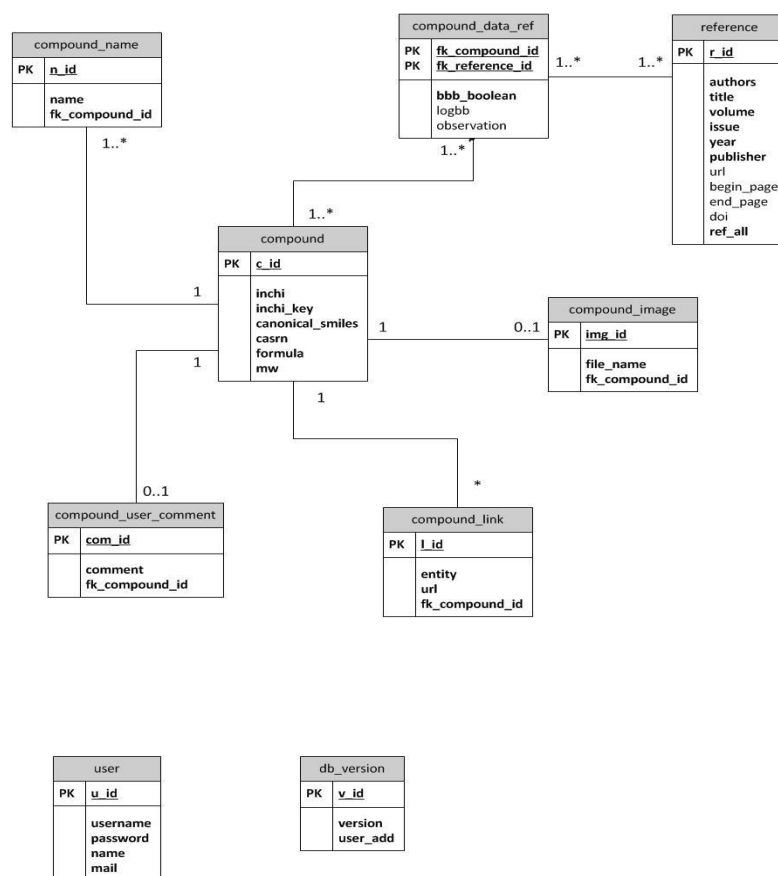 compound_name
PK n_id
name
fk_compound_id
1..*
compound_data_ref
PK fk_compound_id
PK fk_reference_id
bbb_boolean
logbb
observation
1..*
1..*
1..*
reference
PK r_id
authors
title
volume
issue
year
publisher
url
begin_page
end_page
doi
ref_all
1..*
compound
PK c_id
inchi
inchi_key
canonical_smiles
casrn
formula
mw
1
1
1
1
0..1
compound_image
PK img_id
file_name
fk_compound_id
0..1
compound_user_comment
PK com_id
comment
fk_compound_id
*
compound_link
PK l_id
entity
url
fk_compound_id
user
PK u_id
username
password
name
mail
db_version
PK v_id
version
user_add